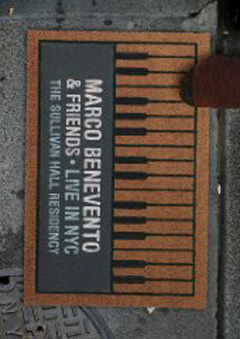 MARCO BENEVENTO
& FRIENDS • LIVE IN NYC
THE SULLIVAN HALL RESIDENCY